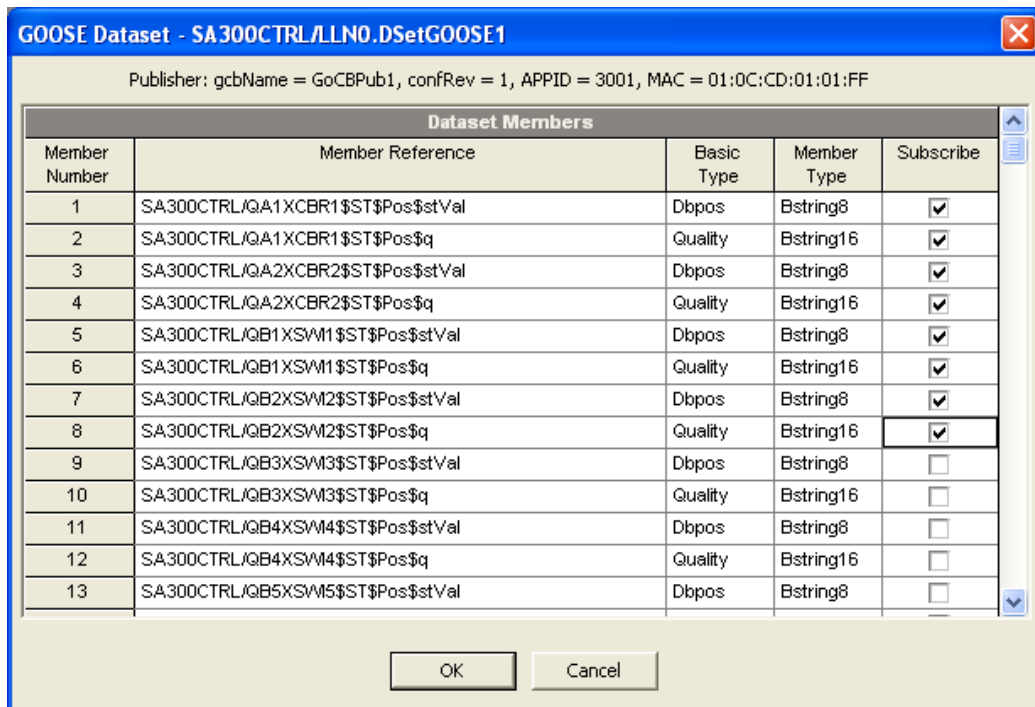 GOOSE Dataset - SA300CTRL/LLN0.DSetGOOSE1
Publisher: gcbName = GoCBPub1, confRev = 1, APPID = 3001, MAC = 01:0C:CD:01:01:FF
Dataset Members
Member Number Member Reference Basic Type Member Type Subscribe
1 SA300CTRL/QA1XCBR1$ST$Pos$stVal Dbpos Bstring8
2 SA300CTRL/QA1XCBR1$ST$Pos$q Quality Bstring16
3 SA300CTRL/QA2XCBR2$ST$Pos$stVal Dbpos Bstring8
4 SA300CTRL/QA2XCBR2$ST$Pos$q Quality Bstring16
5 SA300CTRL/QB1XSWI1$ST$Pos$stVal Dbpos Bstring8
6 SA300CTRL/QB1XSWI1$ST$Pos$q Quality Bstring16
7 SA300CTRL/QB2XSWI2$ST$Pos$stVal Dbpos Bstring8
8 SA300CTRL/QB2XSWI2$ST$Pos$q Quality Bstring16
9 SA300CTRL/QB3XSWI3$ST$Pos$stVal Dbpos Bstring8
10 SA300CTRL/QB3XSWI3$ST$Pos$q Quality Bstring16
11 SA300CTRL/QB4XSWI4$ST$Pos$stVal Dbpos Bstring8
12 SA300CTRL/QB4XSWI4$ST$Pos$q Quality Bstring16
13 SA300CTRL/QB5XSWI5$ST$Pos$stVal Dbpos Bstring8
OK Cancel